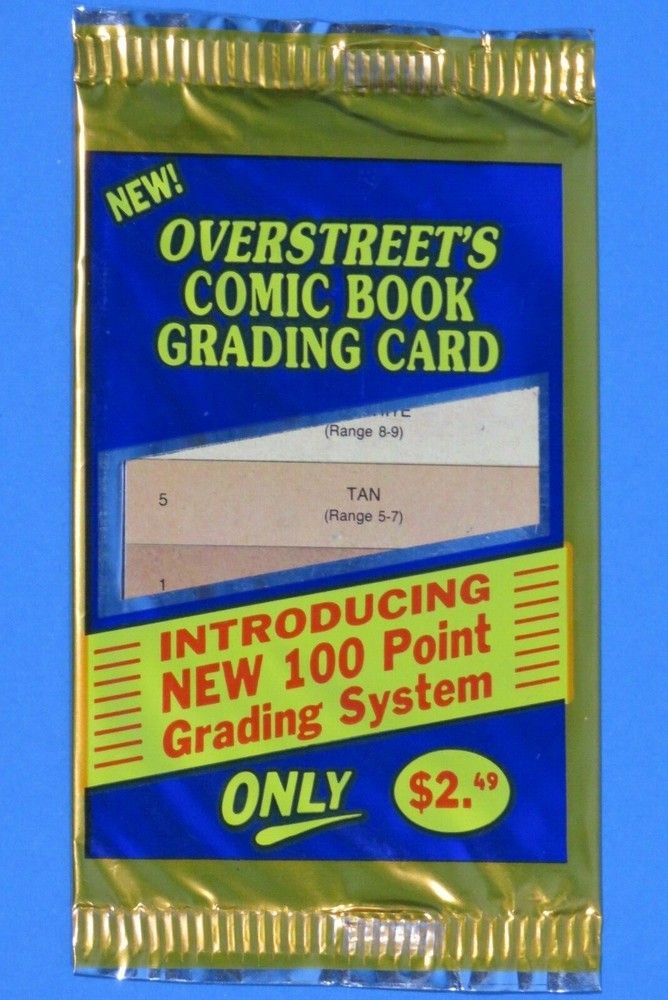 NEW!
OVERSTREET'S
COMIC BOOK
GRADING CARD
(Range 8-9)
5 TAN
(Range 5-7)
1
INTRODUCING
NEW 100 Point
Grading System
ONLY $2.49